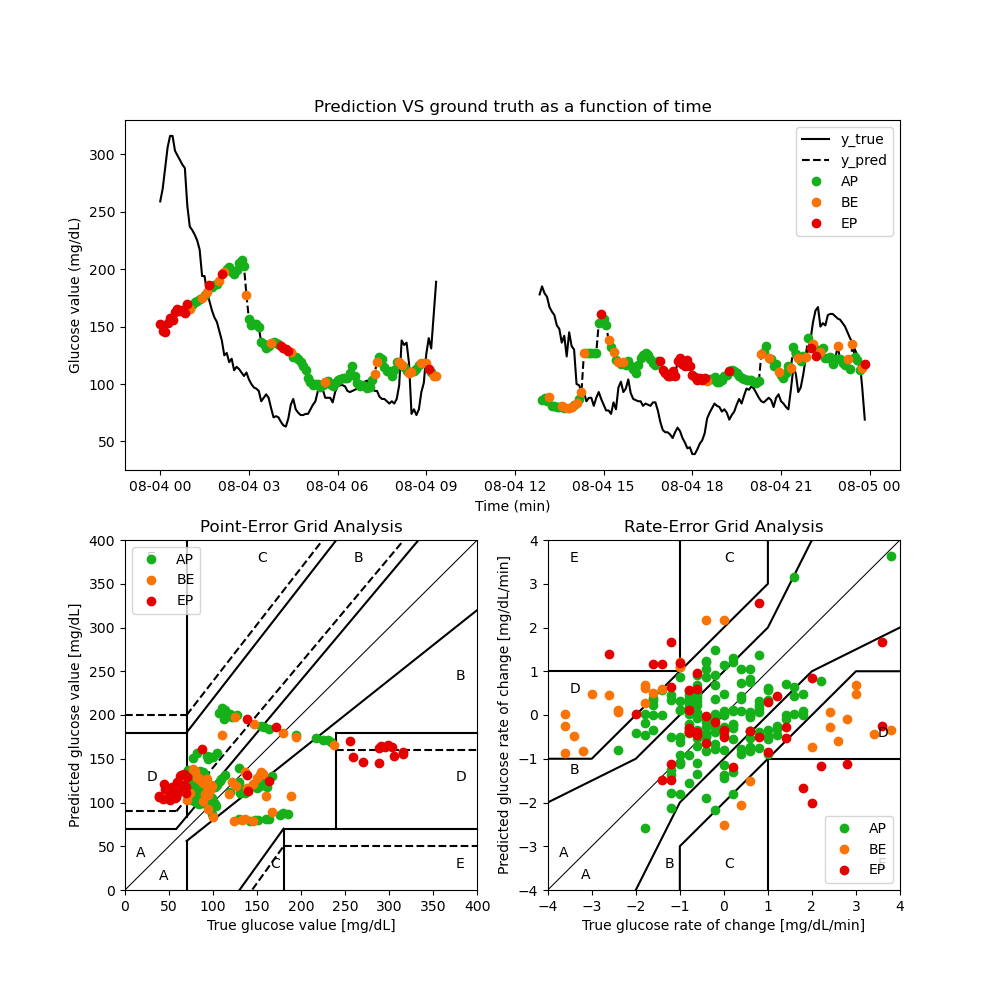 Prediction VS ground truth as a function of time
Glucose value (mg/dL)
300
250
200
150
100
50
y_true
y_pred
AP
BE
EP
08-04 00
08-04 03
08-04 06
08-04 09
08-04 12
08-04 15
08-04 18
08-04 21
08-05 00
Time (min)
Point-Error Grid Analysis
Predicted glucose value [mg/dL]
400
350
300
250
200
150
100
50
0
AP
BE
EP
C
B
B
D
D
A
A
C
E
0
50
100
150
200
250
300
350
400
True glucose value [mg/dL]
Rate-Error Grid Analysis
Predicted glucose rate of change [mg/dL/min]
4
3
2
1
0
−1
−2
−3
−4
E
C
D
D
B
A
A
B
C
AP
BE
EP
−4
−3
−2
−1
0
1
2
3
4
True glucose rate of change [mg/dL/min]